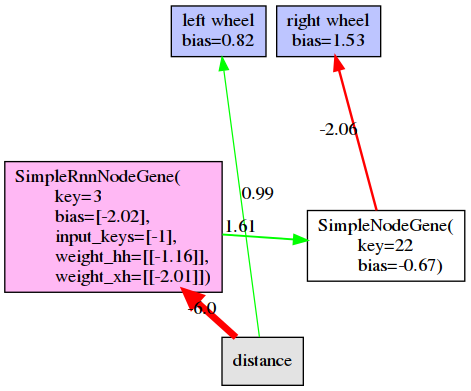 left wheel
bias=0.82
right wheel
bias=1.53
-2.06
SimpleRnnNodeGene(
key=3
bias=[-2.02],
input_keys=[-1],
weight_hh=[[-1.16]],
weight_xh=[[-2.01]])
0.99
1.61
SimpleNodeGene(
key=22
bias=-0.67)
-6.0
distance